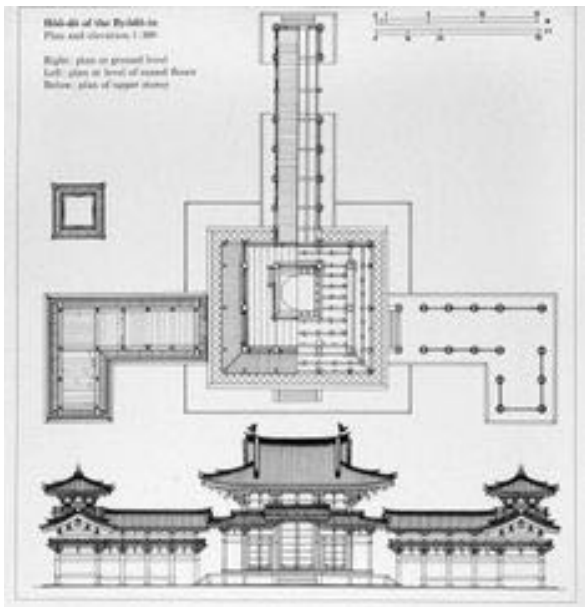 Hōō-dō of the Byōdō-in
Plan and elevation 1:300
Right: plan at ground level
Left: plan at level of raised floors
Below: plan of upper storey